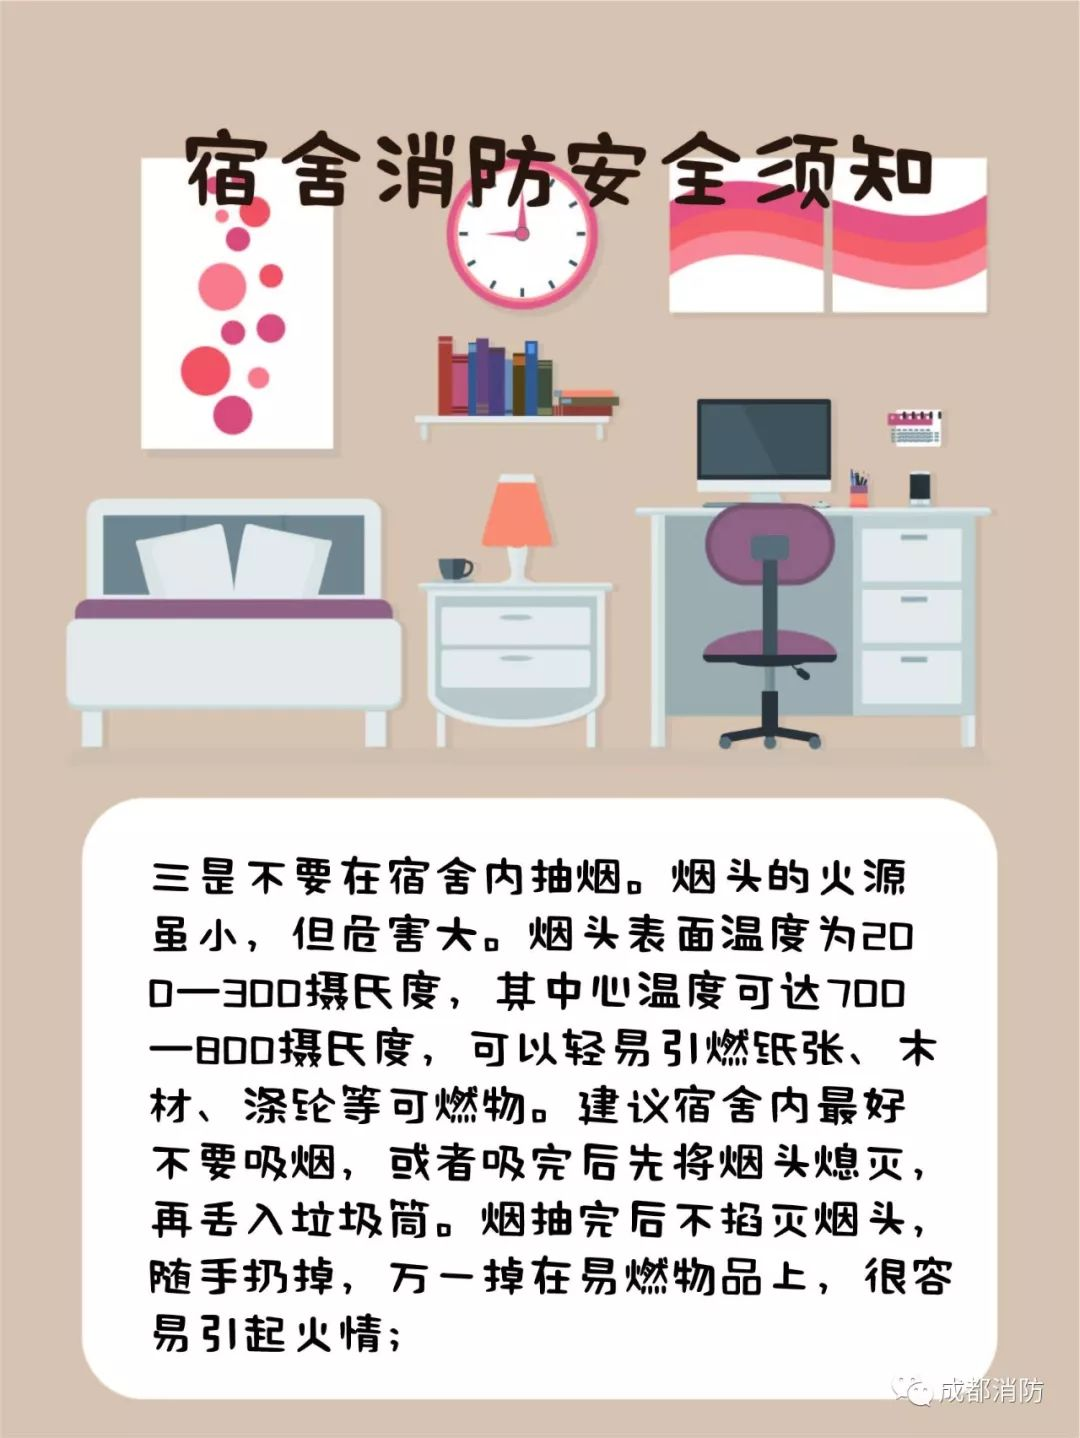 宿舍消防安全须知
三是不要在宿舍内抽烟。烟头的火源
虽小，但危害大。烟头表面温度为20
0—300摄氏度，其中心温度可达700
—800摄氏度，可以轻易引燃纸张、木
材、涤轮等可燃物。建议宿舍内最好
不要吸烟，或者吸完后先将烟头熄灭，
再丢入垃圾筒。烟抽完后不掐灭烟头，
随手扔掉，万一掉在易燃物品上，很容
易引起火情；
成都消防